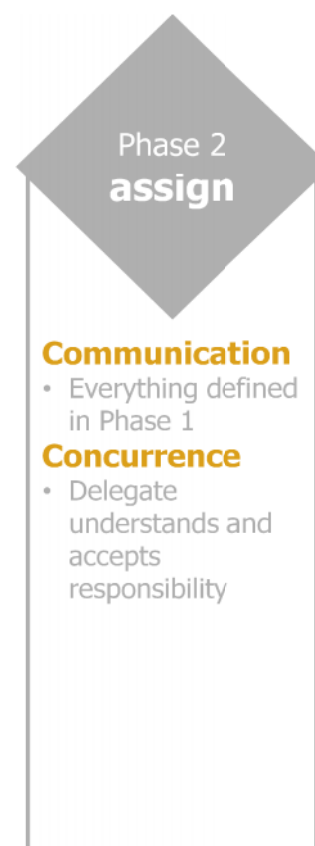 Phase 2
assign
Communication
• Everything defined
in Phase 1
Concurrence
• Delegate
understands and
accepts
responsibility